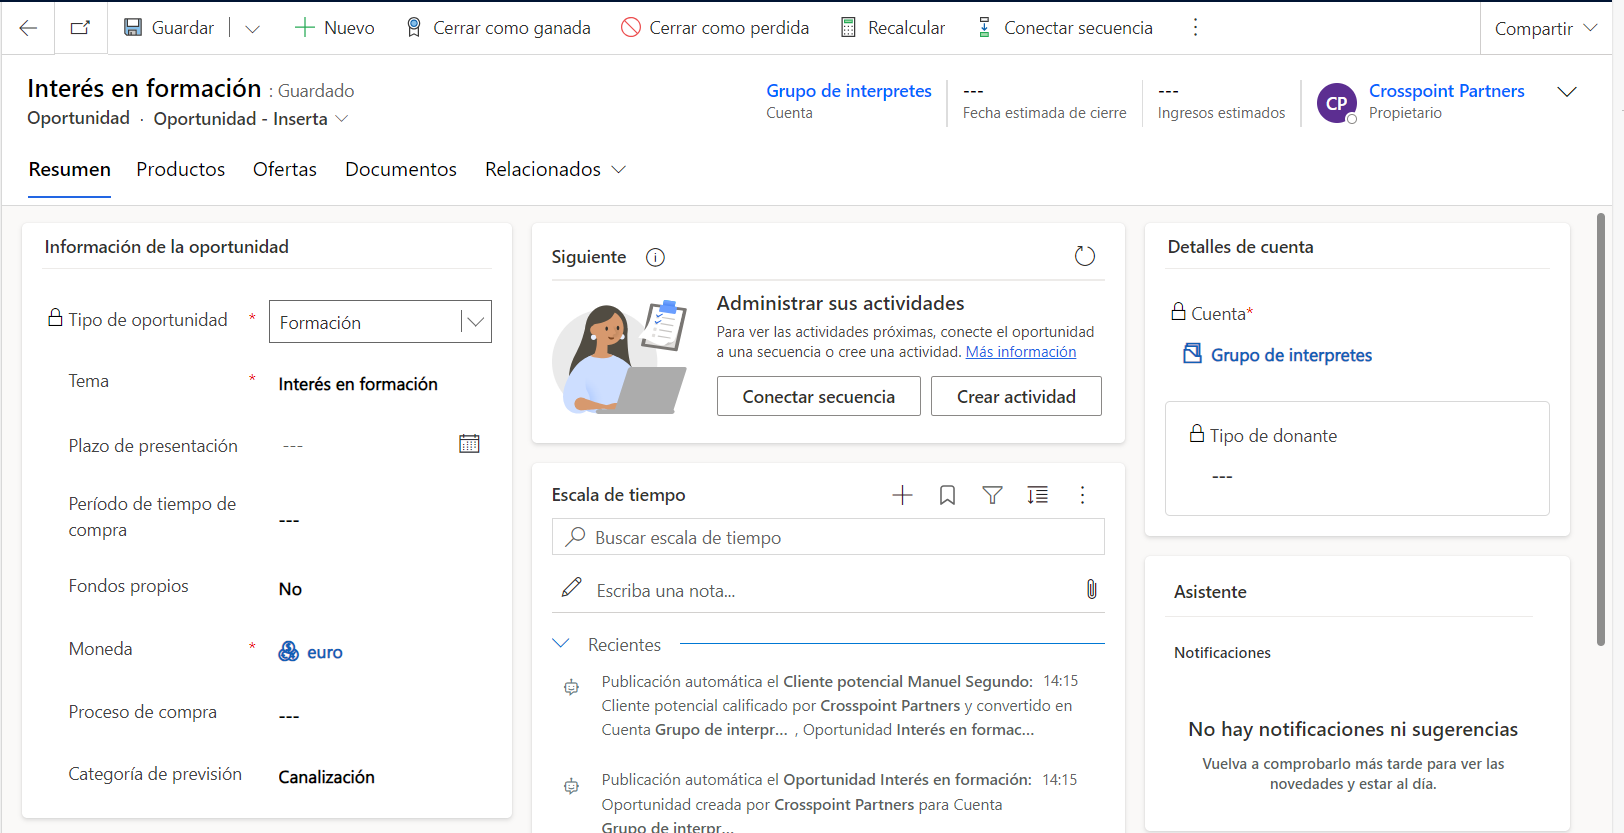 Guardar
Nuevo
Cerrar como ganada
Cerrar como perdida
Recalcular
Conectar secuencia
Compartir
Interés en formación : Guardado
Oportunidad · Oportunidad - Inserta
Grupo de interpretes
Cuenta
---
Fecha estimada de cierre
---
Ingresos estimados
CP
Crosspoint Partners
Propietario
Resumen
Productos
Ofertas
Documentos
Relacionados
Información de la oportunidad
Tipo de oportunidad *
Formación
Tema *
Interés en formación
Plazo de presentación
---
Período de tiempo de
compra
---
Fondos propios
No
Moneda *
euro
Proceso de compra
---
Categoría de previsión
Canalización
Siguiente
Administrar sus actividades
Para ver las actividades próximas, conecte el oportunidad
a una secuencia o cree una actividad. Más información
Conectar secuencia
Crear actividad
Escala de tiempo
Buscar escala de tiempo
Escriba una nota...
Recientes
Publicación automática el Cliente potencial Manuel Segundo: 14:15
Cliente potencial calificado por Crosspoint Partners y convertido en
Cuenta Grupo de interpr... , Oportunidad Interés en formac...
Publicación automática el Oportunidad Interés en formación: 14:15
Oportunidad creada por Crosspoint Partners para Cuenta
Grupo de interpr...
Detalles de cuenta
Cuenta*
Grupo de interpretes
Tipo de donante
---
Asistente
Notificaciones
No hay notificaciones ni sugerencias
Vuelva a comprobarlo más tarde para ver las
novedades y estar al día.